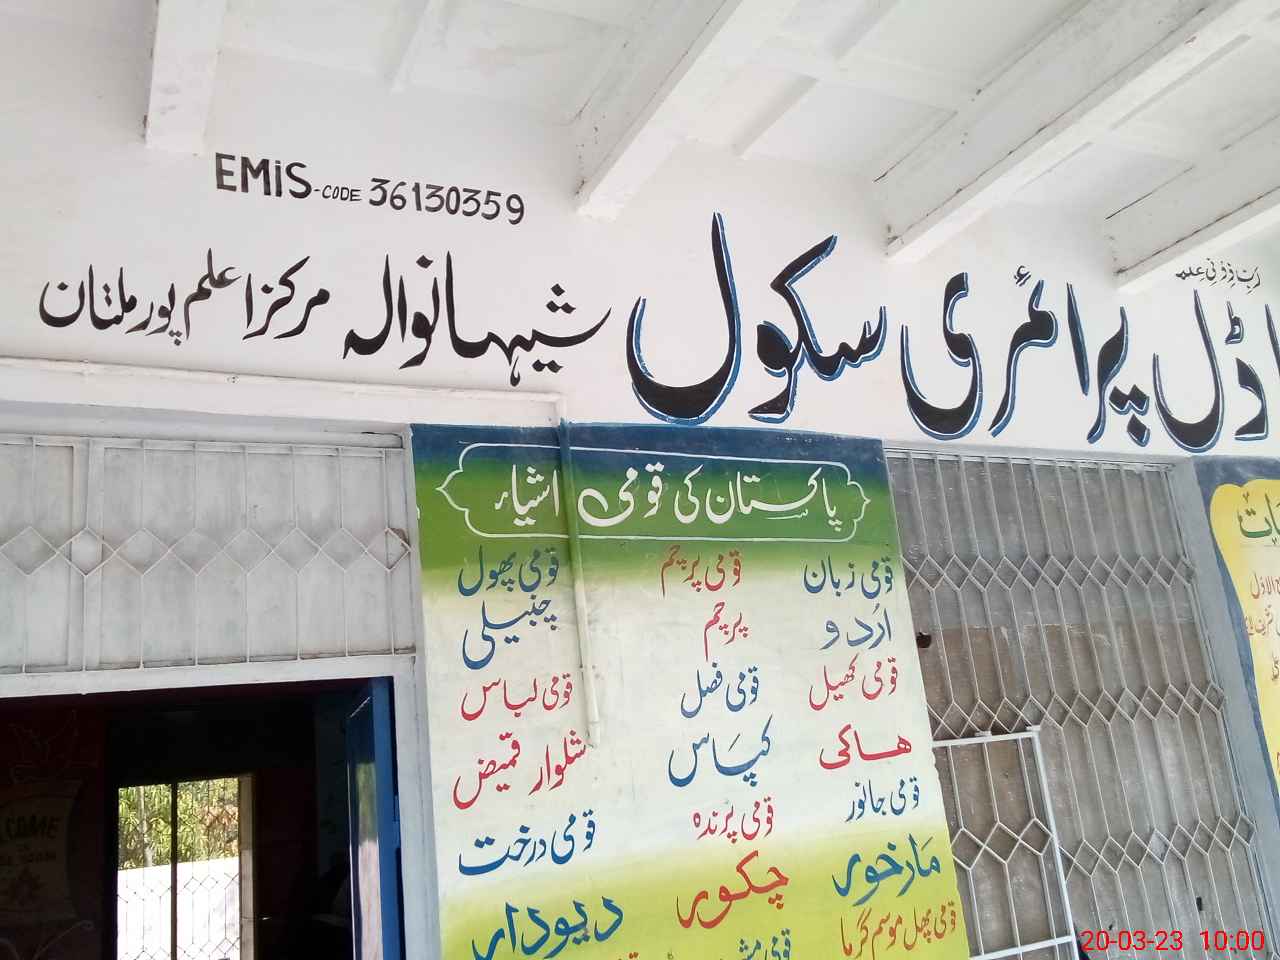 EMiS-CODE 36130359
رَبِّ زِدْنِي عِلْمًا
ماڈل پرائمری سکول شیہانوالہ مرکز اعلم پور ملتان
پاکستان کی قومی اشیاء
قومی زبان قومی پرچم قومی پھول
اُردو پرچم چنبیلی
قومی کھیل قومی فصل قومی لباس
ہاکی کپاس شلوار قمیض
قومی جانور قومی پرندہ قومی درخت
مارخور چکور دیودار
قومی پھل موسم گرما
20-03-23 10:00